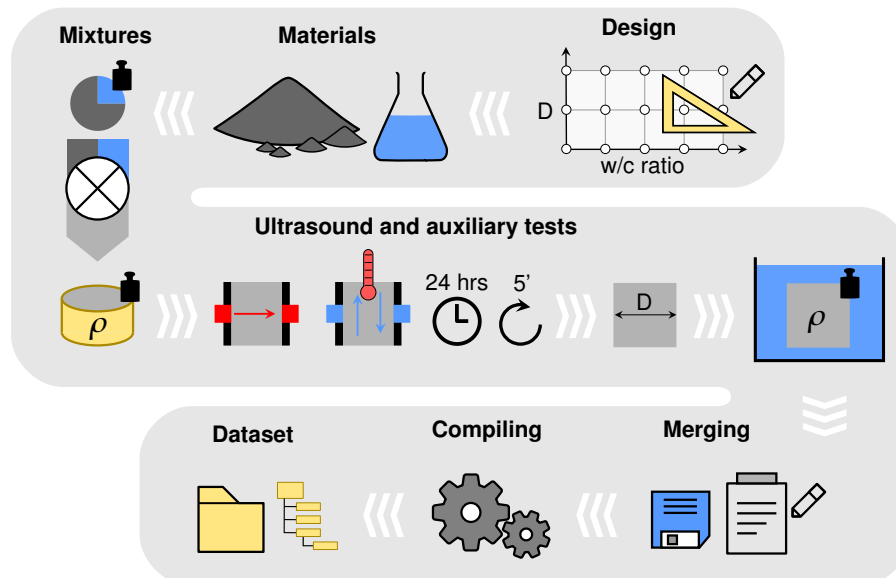 Mixtures
Materials
Design
D
w/c ratio
Ultrasound and auxiliary tests
24 hrs
5'
D
ρ
ρ
Dataset
Compiling
Merging